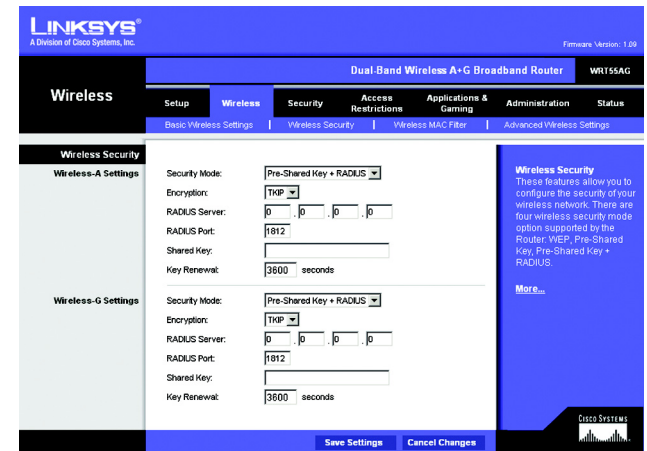 LINKSYS®
A Division of Cisco Systems, Inc.
Firmware Version: 1.09
Dual-Band Wireless A+G Broadband Router
WRT55AG
Wireless
Setup
Wireless
Security
Access Restrictions
Applications & Gaming
Administration
Status
Basic Wireless Settings | Wireless Security | Wireless MAC Filter | Advanced Wireless Settings
Wireless Security
Wireless-A Settings
Security Mode: Pre-Shared Key + RADIUS
Encryption: TKIP
RADIUS Server: 0 . 0 . 0 . 0
RADIUS Port: 1812
Shared Key:
Key Renewal: 3600 seconds
Wireless-G Settings
Security Mode: Pre-Shared Key + RADIUS
Encryption: TKIP
RADIUS Server: 0 . 0 . 0 . 0
RADIUS Port: 1812
Shared Key:
Key Renewal: 3600 seconds
Wireless Security
These features allow you to
configure the security of your
wireless network. There are
four wireless security mode
option supported by the
Router: WEP, Pre-Shared
Key, Pre-Shared Key +
RADIUS.
More...
Save Settings
Cancel Changes
CISCO SYSTEMS